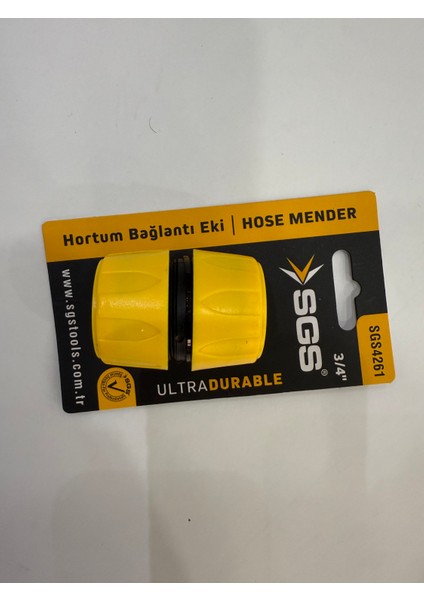 Hortum Bağlantı Eki | HOSE MENDER
www.sgstools.com.tr
SGS®
3/4"
SGS4261
ULTRADURABLE